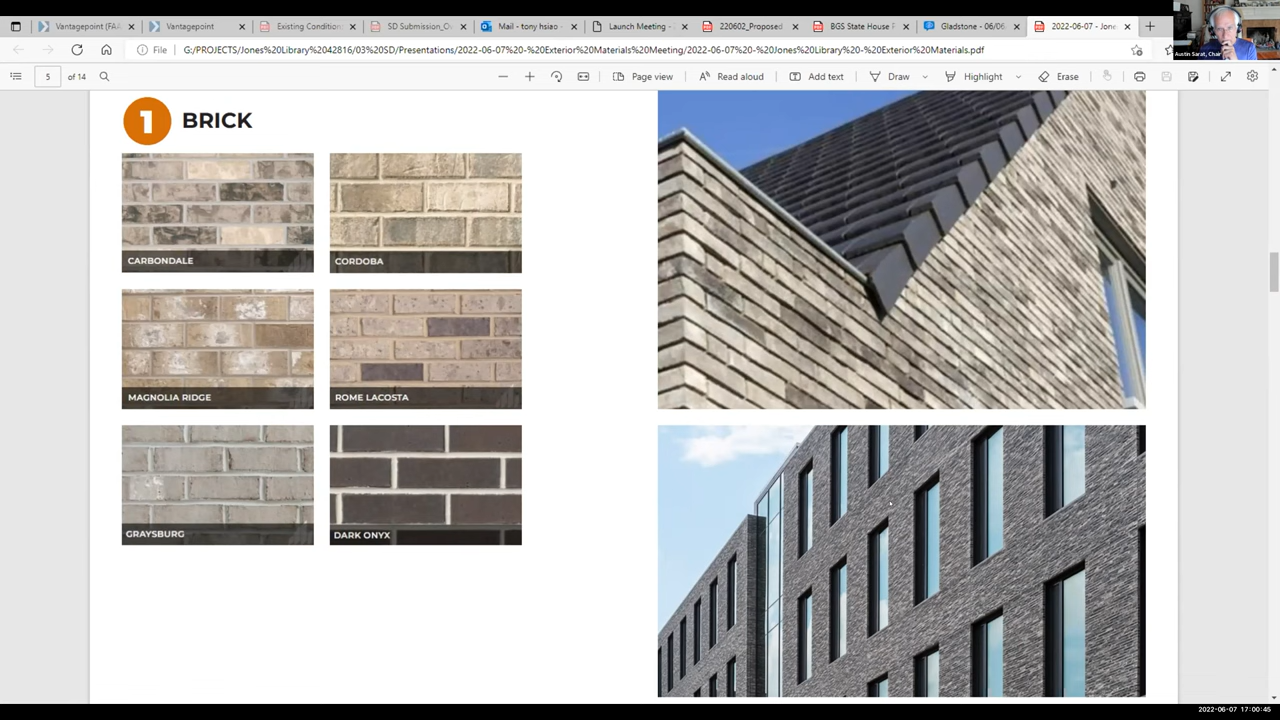 Vantagepoint (FAA
Vantagepoint
Existing Condition
SD Submission_O
Mail - tony hsiao -
Launch Meeting -
220602_Proposed
BGS State House F
Gladstone - 06/06
2022-06-07 - Jone
File
G:/PROJECTS/Jones%20Library%2042816/03%20SD/Presentations/2022-06-07%20-%20Exterior%20Materials%20Meeting/2022-06-07%20-%20Jones%20Library%20-%20Exterior%20Materials.pdf
Austin Sarat, Chair
5 of 14
Page view
Read aloud
Add text
Draw
Highlight
Erase
1 BRICK
CARBONDALE
CORDOBA
MAGNOLIA RIDGE
ROME LACOSTA
GRAYSBURG
DARK ONYX
2022-06-07 17:00:45